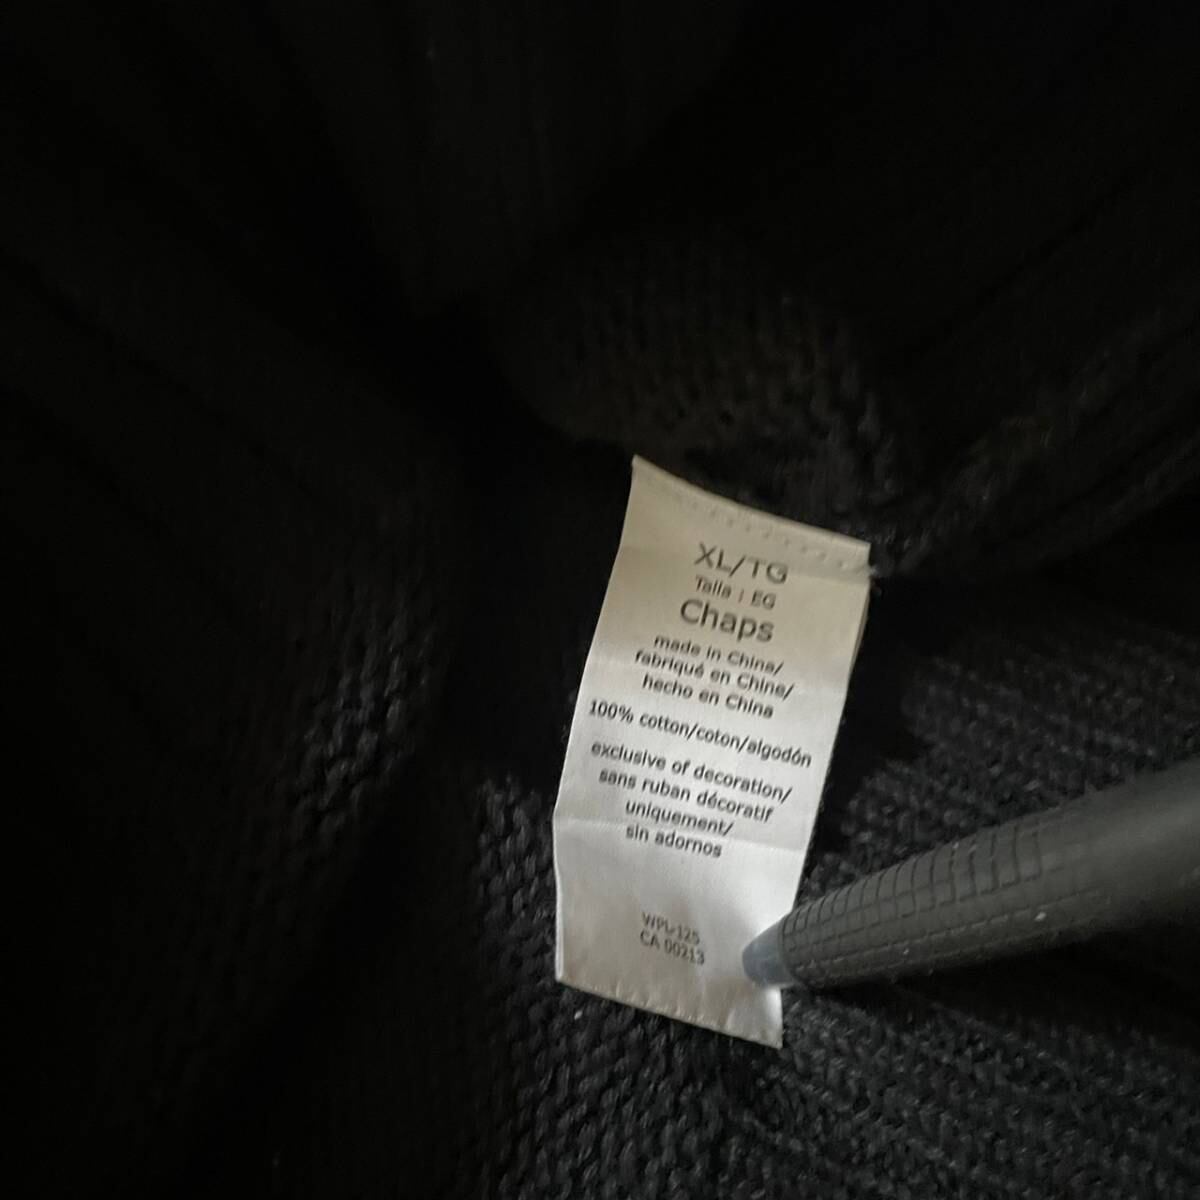 XL/TG
Talla : EG
Chaps
made in China/
fabriqué en Chine/
hecho en China
100% cotton/coton/algodón
exclusive of decoration/
sans ruban décoratif
uniquement/
sin adornos
WPL-125
CA 00213